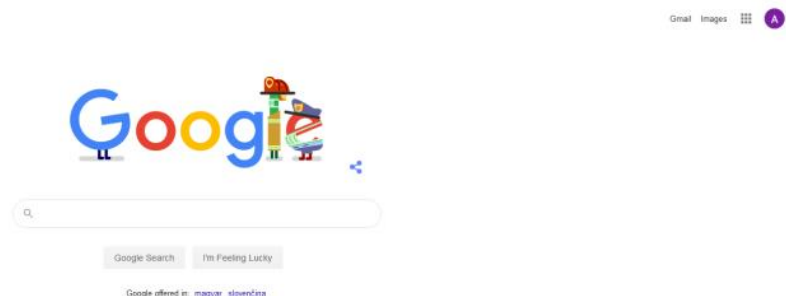 Gmail Images A
Google
Google Search I'm Feeling Lucky
Google offered in: magyar slovenčina